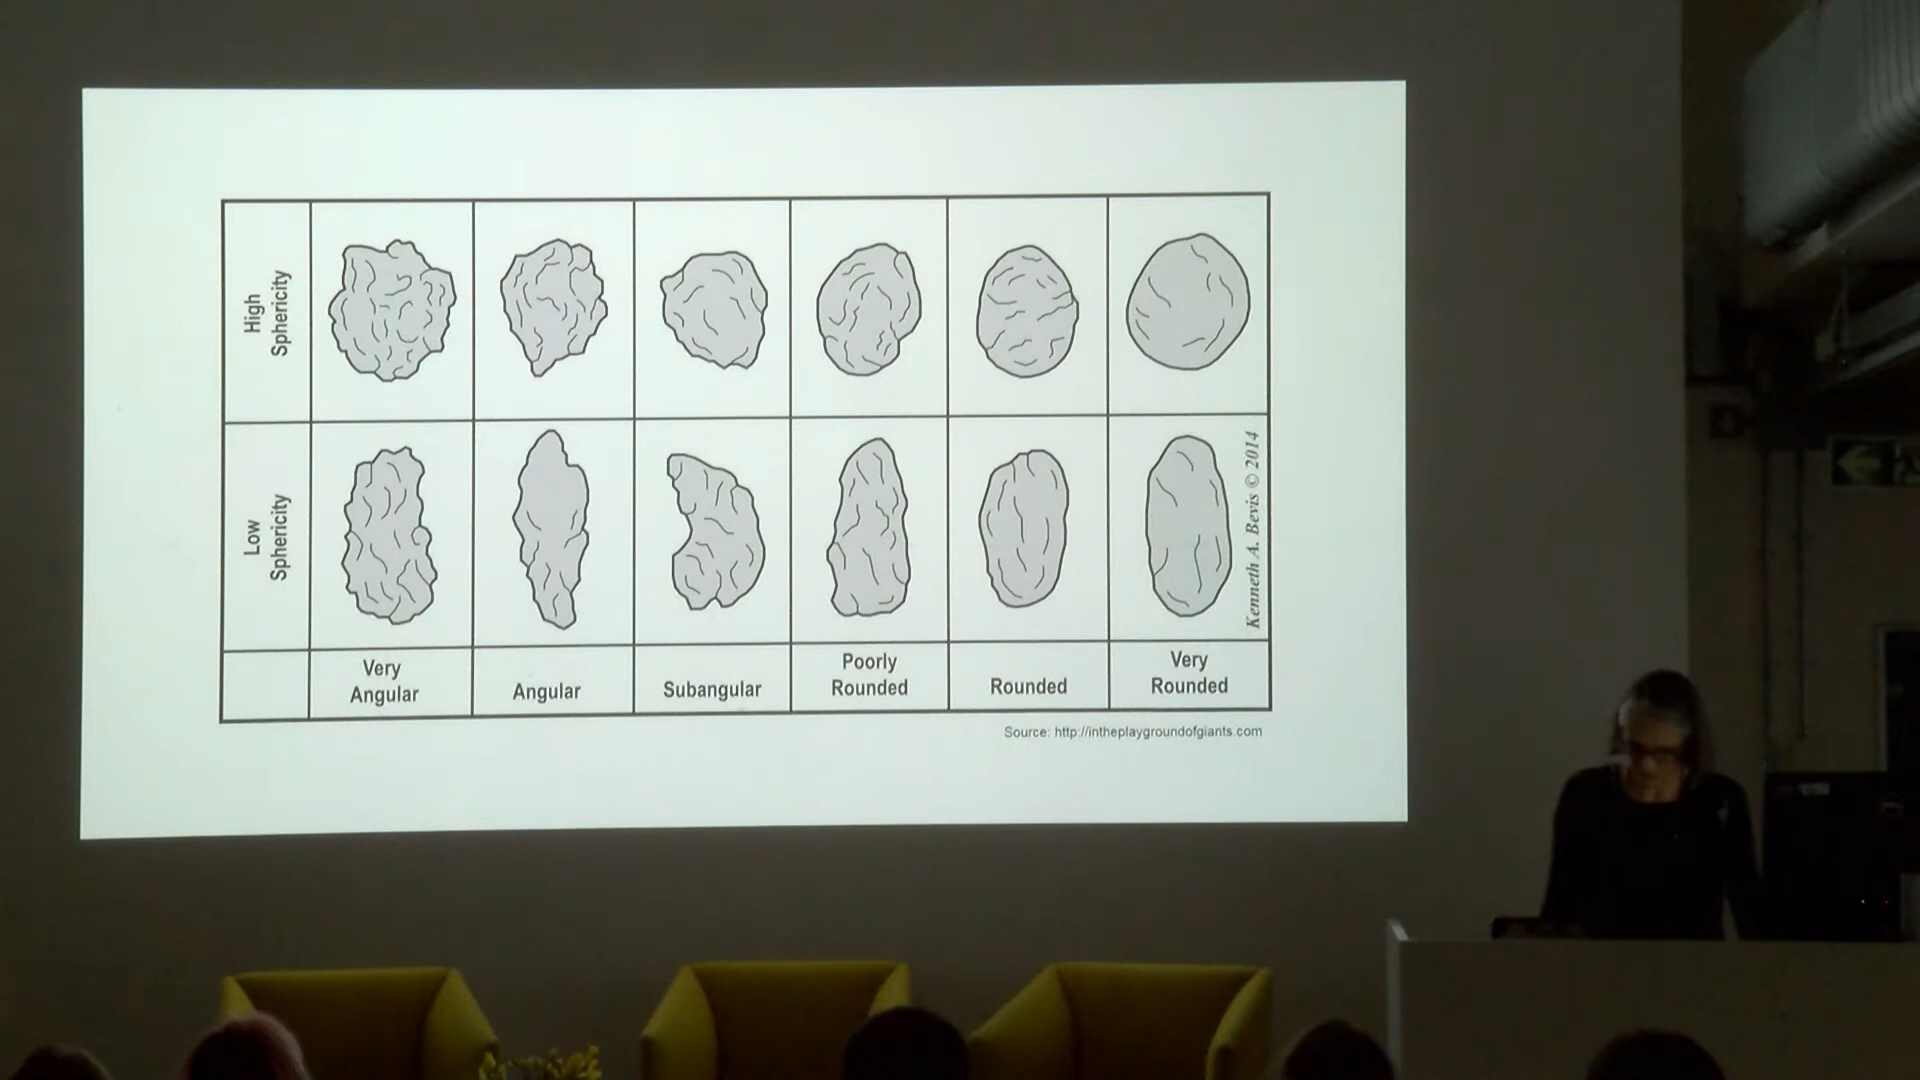 High
Sphericity
Low
Sphericity
Kenneth A. Bevis © 2014
Very
Angular
Angular
Subangular
Poorly
Rounded
Rounded
Very
Rounded
Source: http://intheplaygroundofgiants.com